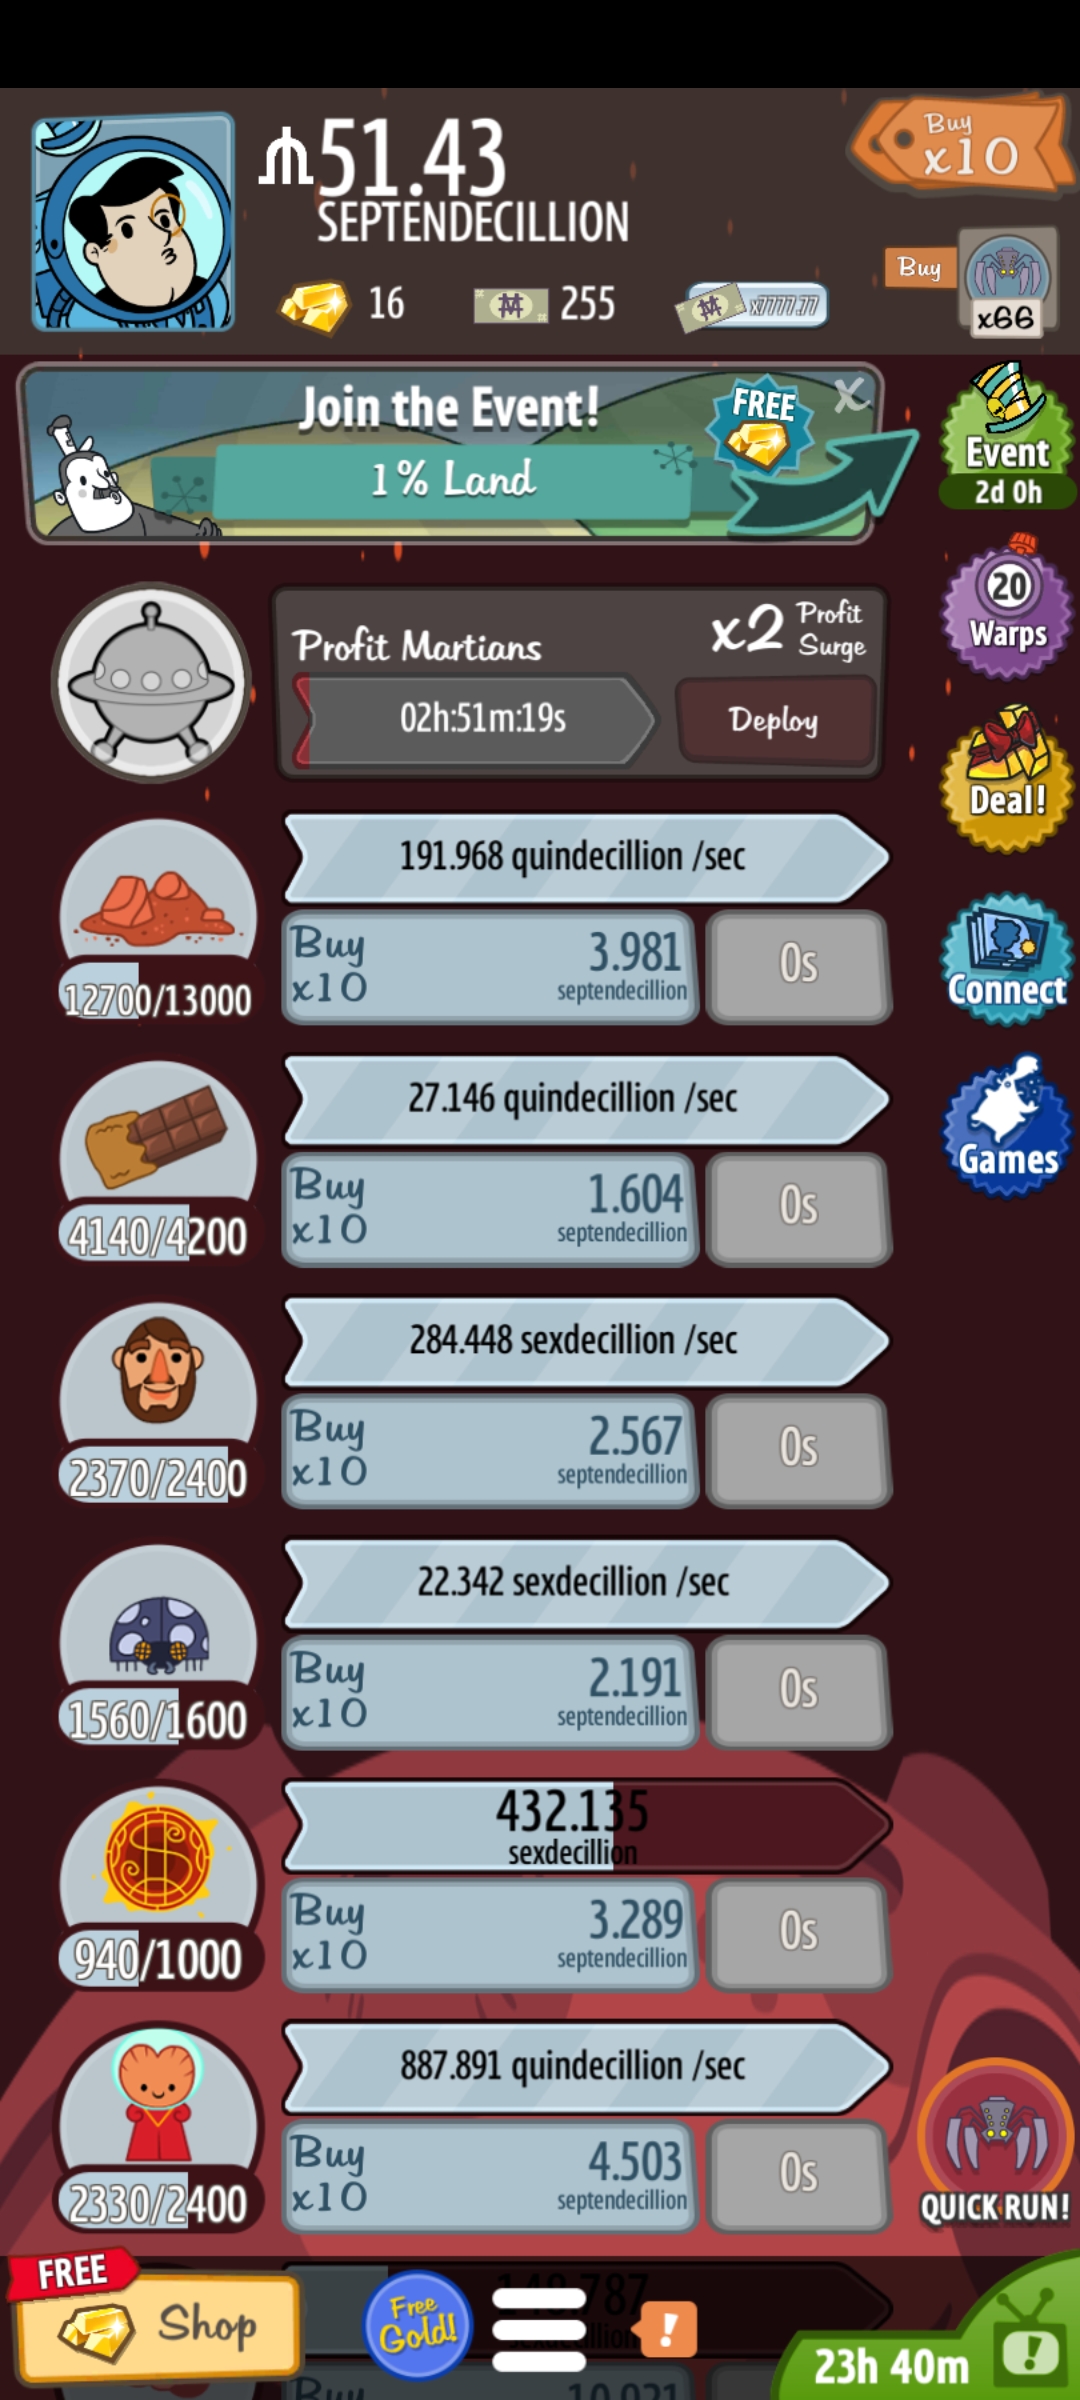 51.43
SEPTENDECILLION
Buy
x10
16
255
x7777.77
Buy
x66
Join the Event!
1% Land
FREE
X
Event
2d 0h
20
Warps
Profit Martians
x2 Profit
Surge
02h:51m:19s
Deploy
Deal!
191.968 quindecillion /sec
Buy
x10
3.981
septendecillion
0s
12700/13000
Connect
27.146 quindecillion /sec
Buy
x10
1.604
septendecillion
0s
4140/4200
Games
284.448 sexdecillion /sec
Buy
x10
2.567
septendecillion
0s
2370/2400
22.342 sexdecillion /sec
Buy
x10
2.191
septendecillion
0s
1560/1600
432.135
sexdecillion
Buy
x10
3.289
septendecillion
0s
940/1000
887.891 quindecillion /sec
Buy
x10
4.503
septendecillion
0s
2330/2400
QUICK RUN!
FREE
Shop
Free
Gold!
!
23h 40m
!
Buy
10.921